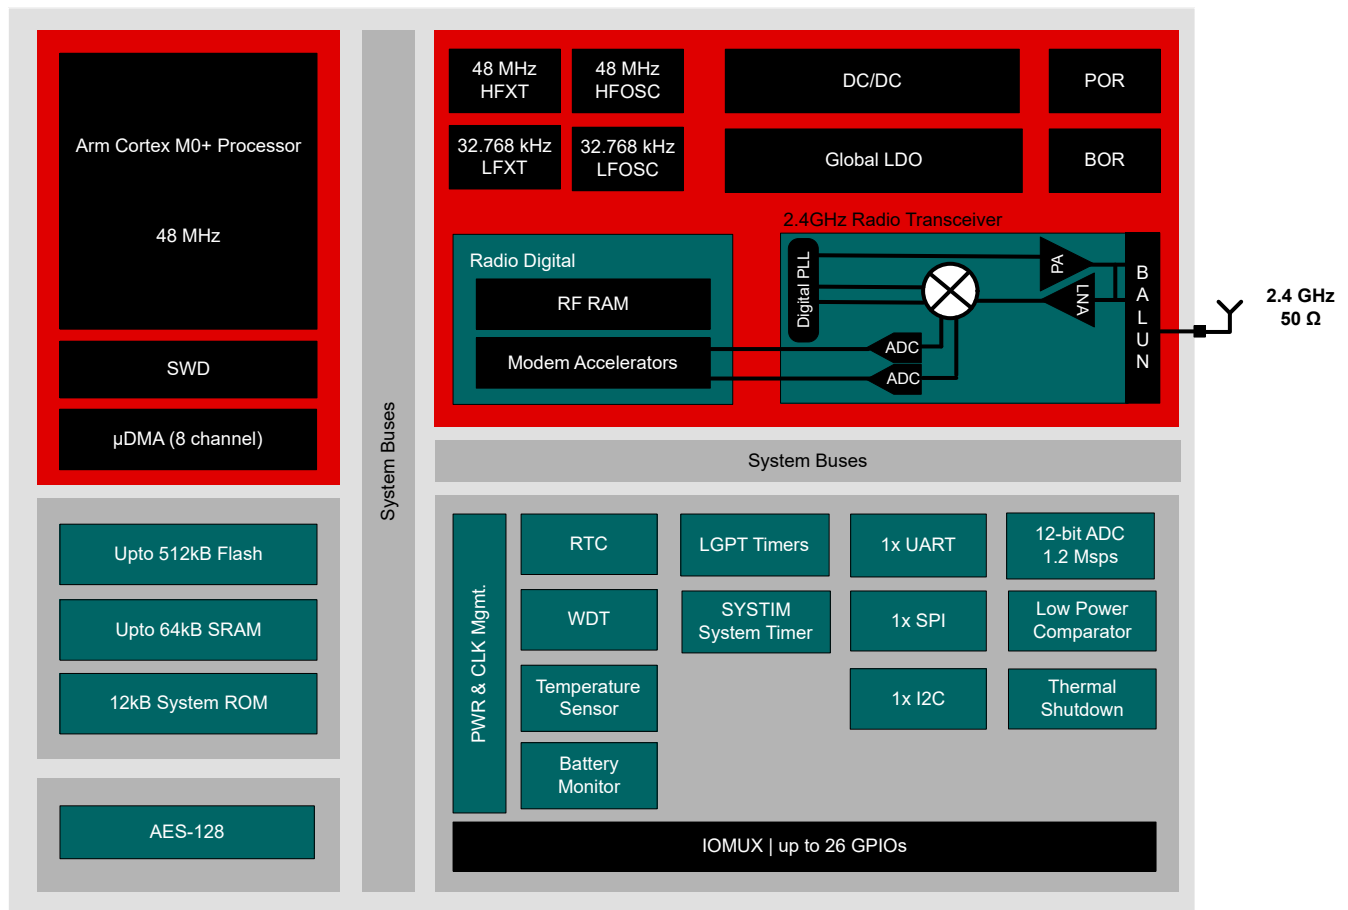 Arm Cortex M0+ Processor
48 MHz
SWD
µDMA (8 channel)
Upto 512kB Flash
Upto 64kB SRAM
12kB System ROM
AES-128
System Buses
48 MHz
HFXT
48 MHz
HFOSC
32.768 kHz
LFXT
32.768 kHz
LFOSC
DC/DC
Global LDO
POR
BOR
Radio Digital
RF RAM
Modem Accelerators
2.4GHz Radio Transceiver
Digital PLL
PA
LNA
ADC
ADC
BALUN
2.4 GHz
50 Ω
System Buses
PWR & CLK Mgmt.
RTC
WDT
Temperature
Sensor
Battery
Monitor
LGPT Timers
SYSTIM
System Timer
1x UART
1x SPI
1x I2C
12-bit ADC
1.2 Msps
Low Power
Comparator
Thermal
Shutdown
IOMUX | up to 26 GPIOs